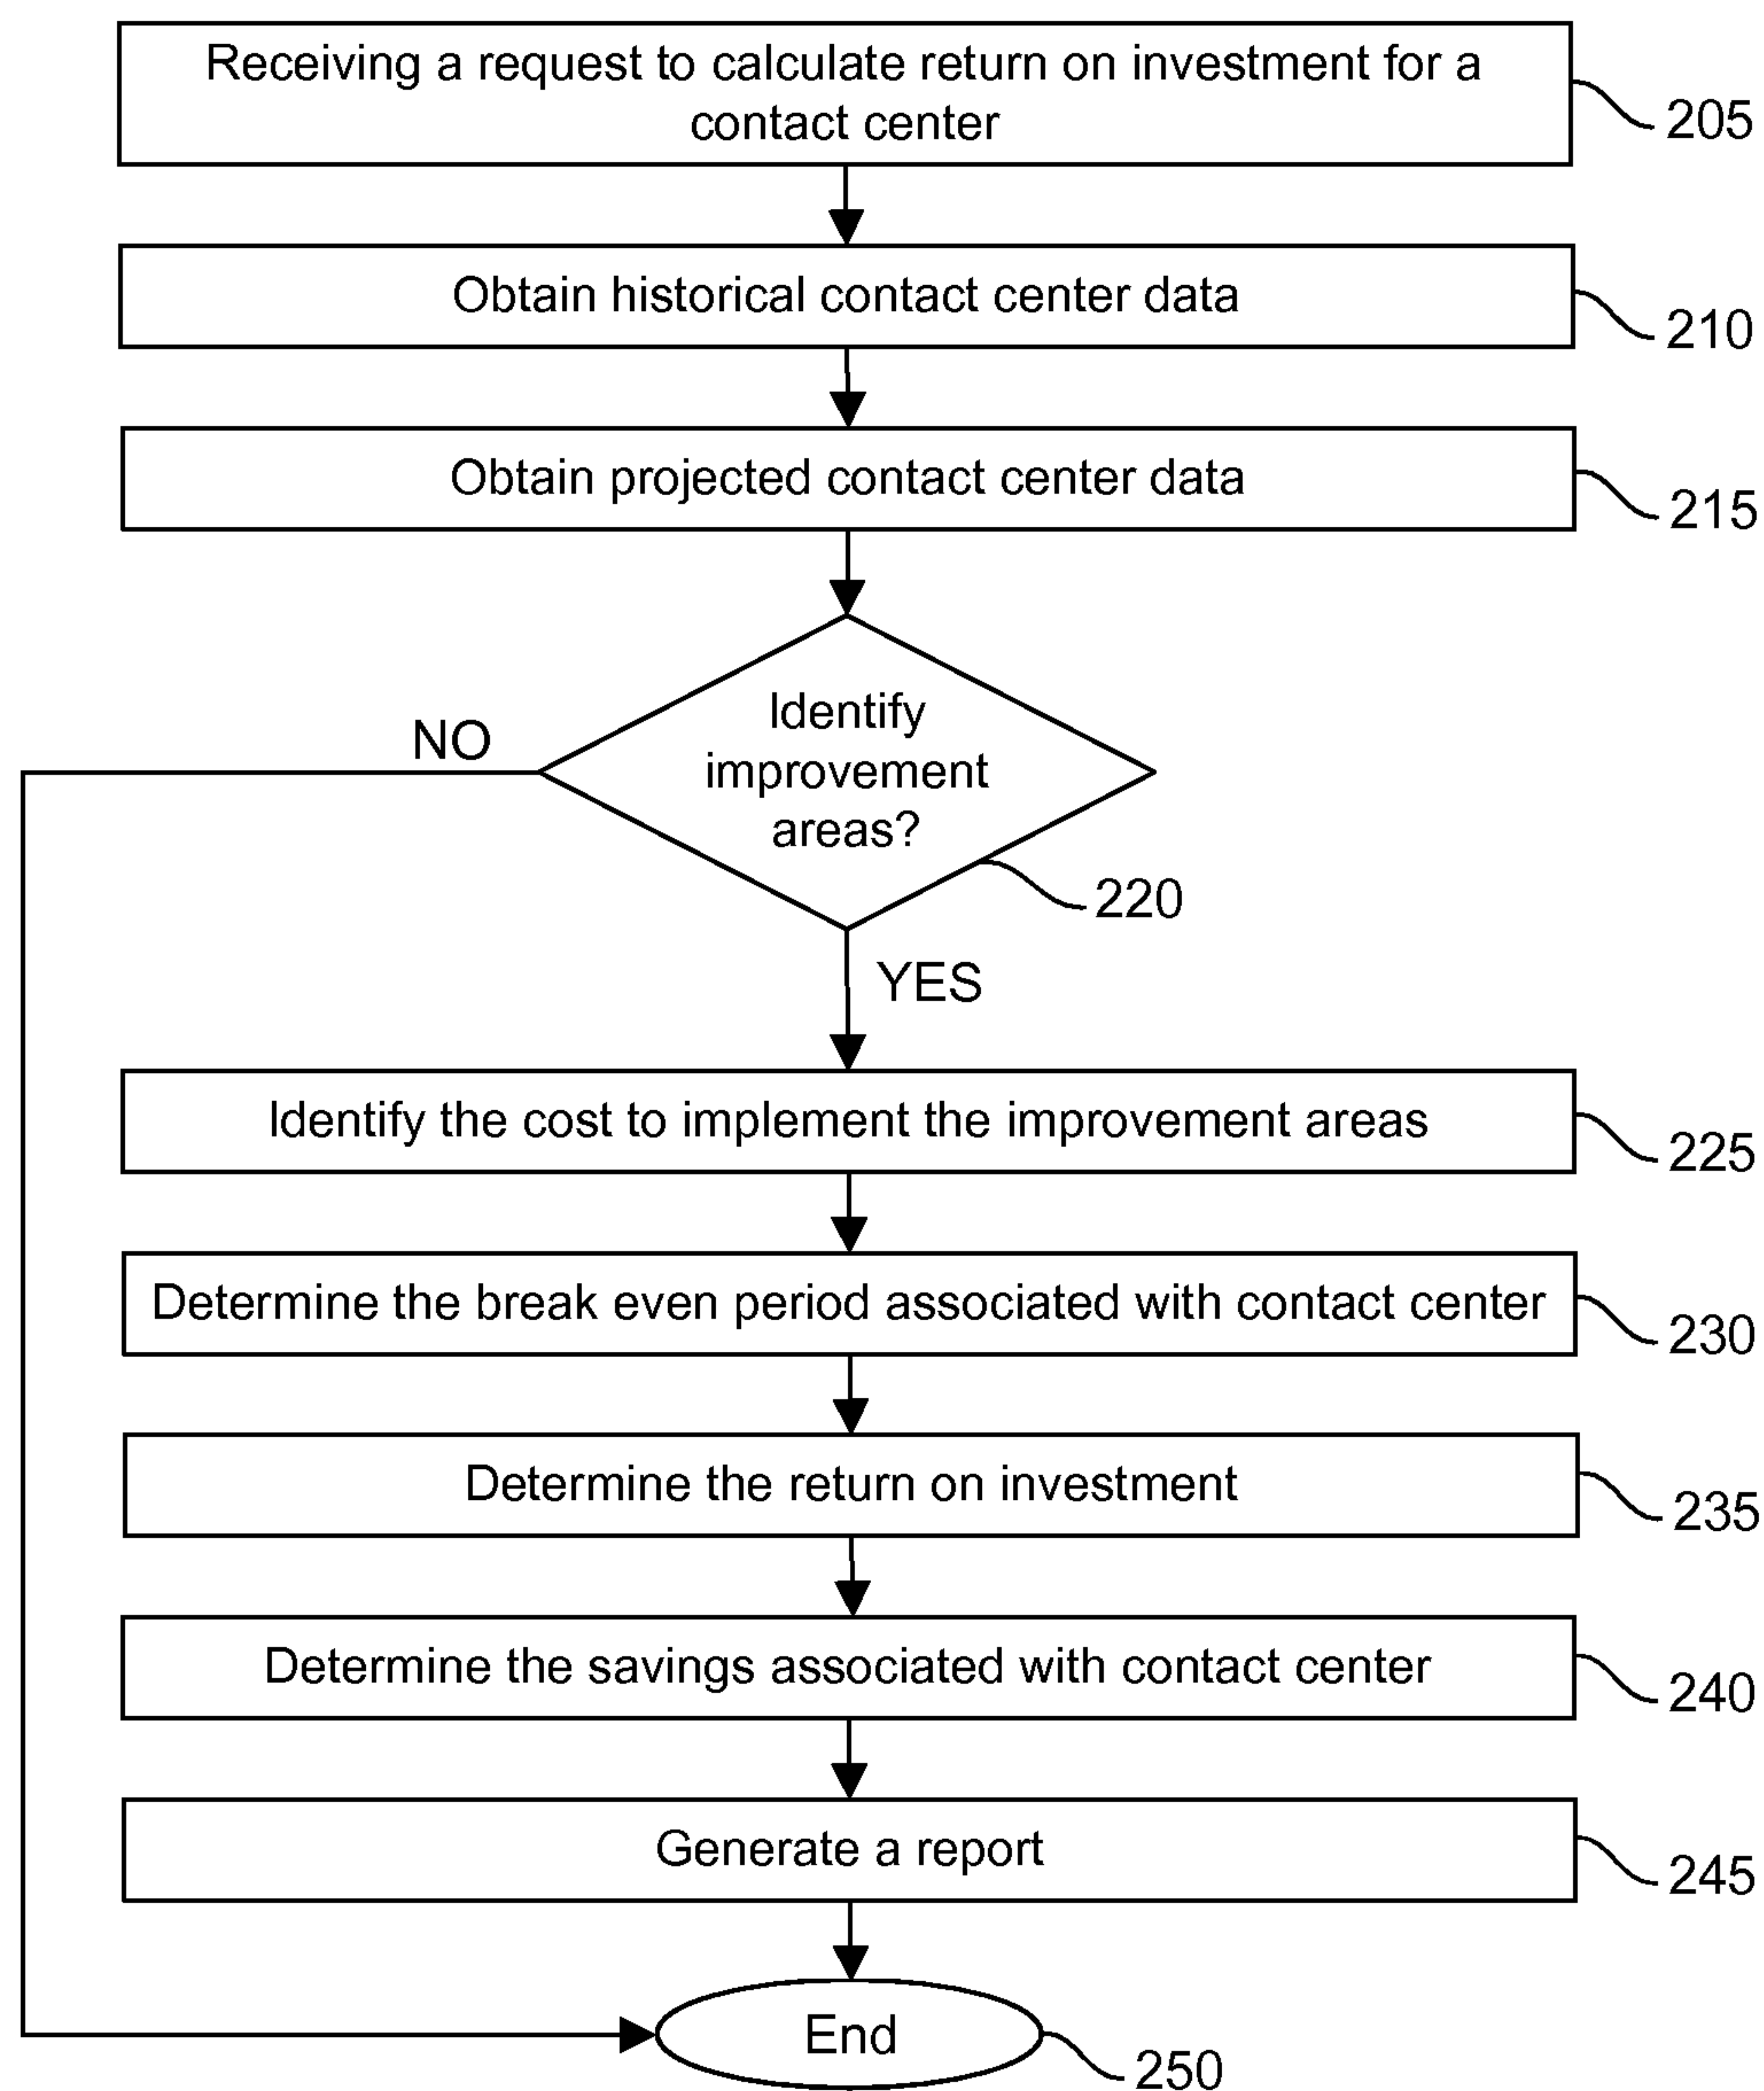 Receiving a request to calculate return on investment for a
contact center
205
Obtain historical contact center data
210
Obtain projected contact center data
215
Identify
improvement
areas?
NO
220
YES
Identify the cost to implement the improvement areas
225
Determine the break even period associated with contact center
230
Determine the return on investment
235
Determine the savings associated with contact center
240
Generate a report
245
End
250